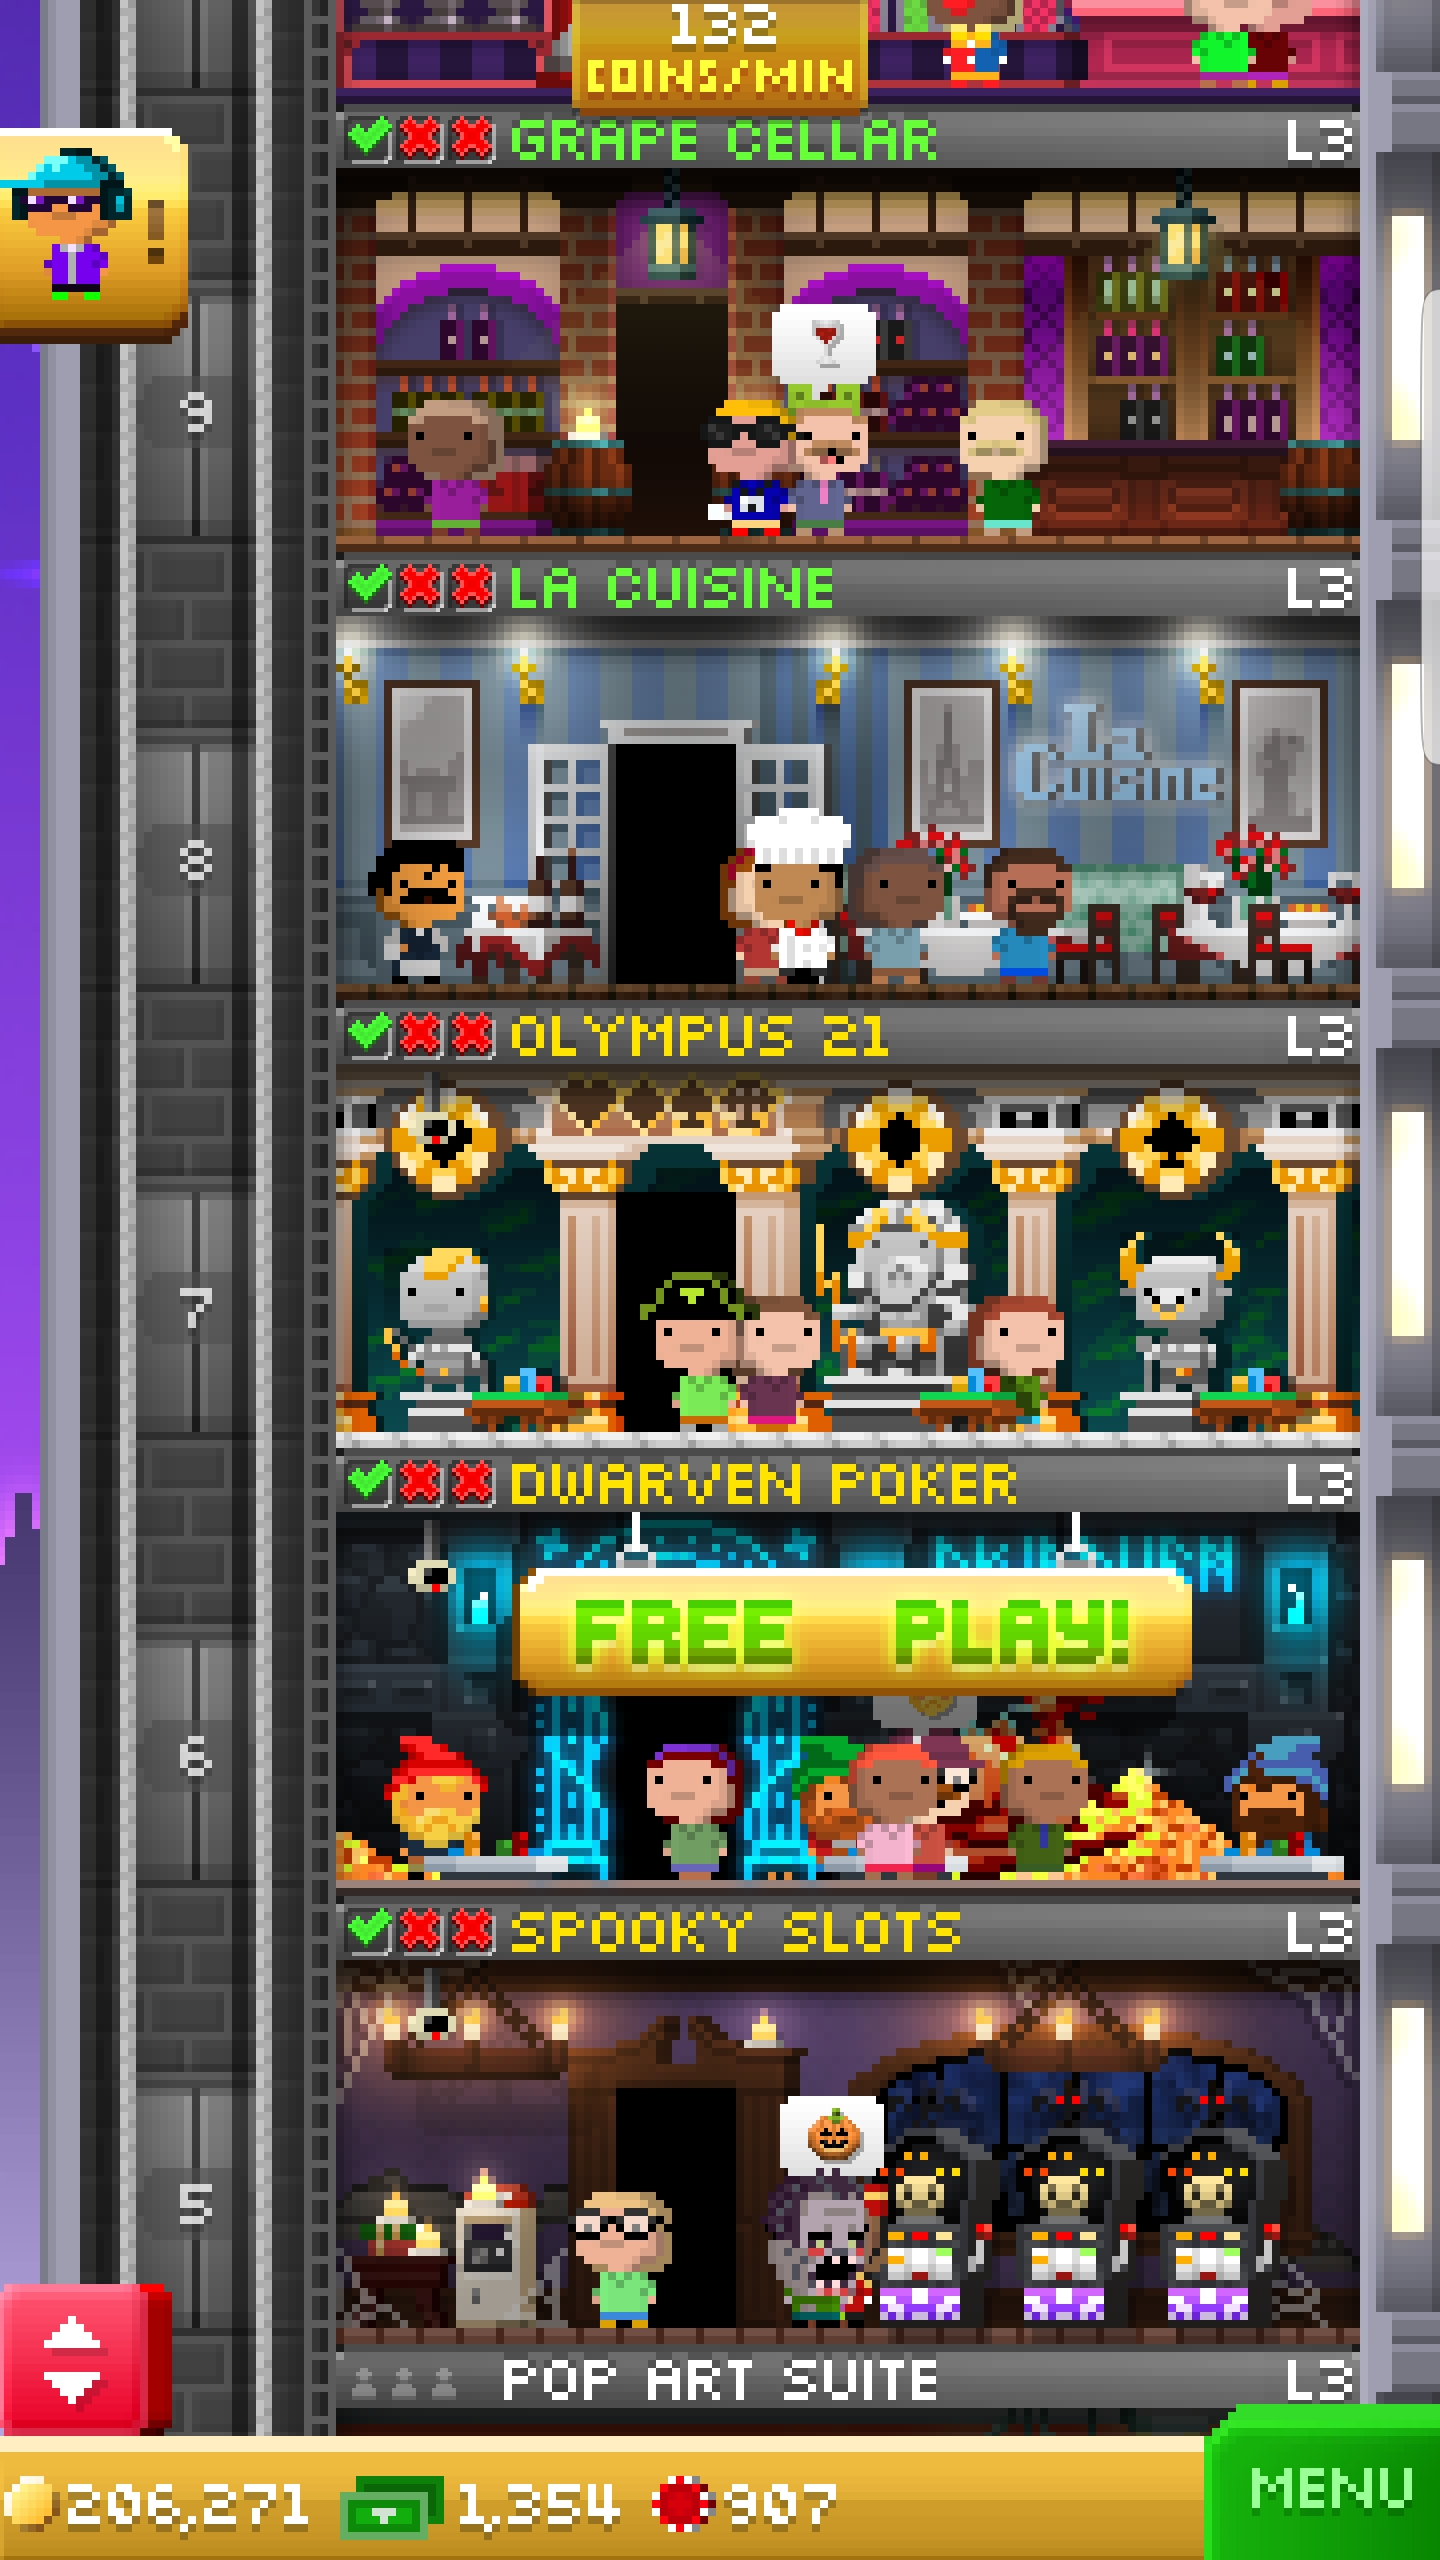 132
COINS/MIN
GRAPE CELLAR L3
!
9
LA CUISINE L3
La
Cuisine
8
OLYMPUS 21 L3
7
DWARVEN POKER L3
FREE PLAY!
6
SPOOKY SLOTS L3
5
POP ART SUITE L3
206,271 1,354 907
MENU